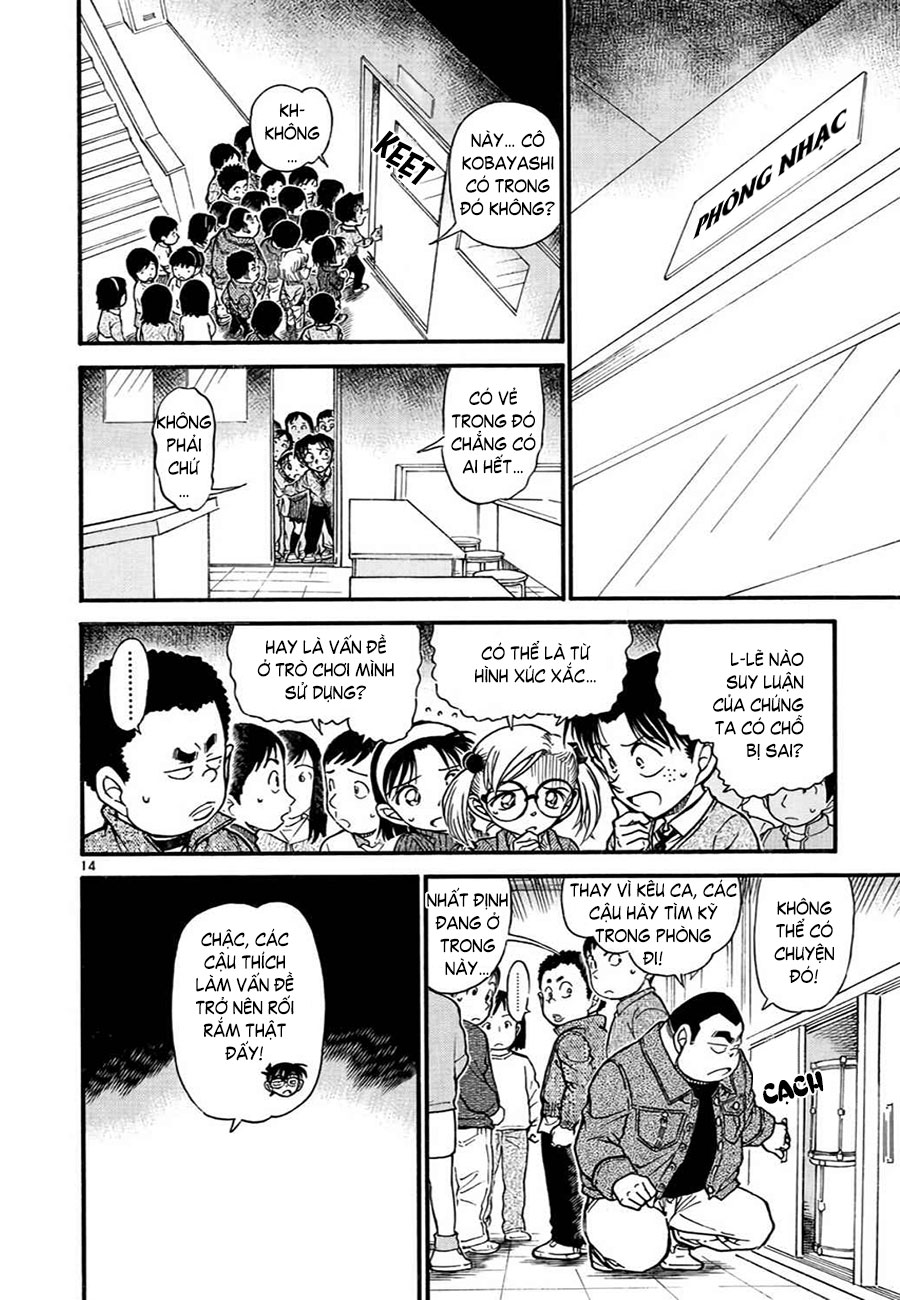 PHÒNG NHẠC
NÀY... CÔ
KOBAYASHI
CÓ TRONG
ĐÓ KHÔNG?
KẸẸT
KH-
KHÔNG
...
CÓ VẺ
TRONG ĐÓ
CHẲNG CÓ
AI HẾT...
KHÔNG
PHẢI
CHỨ
...
L-LẼ NÀO
SUY LUẬN
CỦA CHÚNG
TA CÓ CHỖ
BỊ SAI?
CÓ THỂ LÀ TỪ
HÌNH XÚC XẮC...
HAY LÀ VẤN ĐỀ
Ở TRÒ CHƠI MÌNH
SỬ DỤNG?
.........
14
KHÔNG
THỂ CÓ
CHUYỆN
ĐÓ!
THAY VÌ KÊU CA, CÁC
CẬU HÃY TÌM KỸ
TRONG PHÒNG
ĐI!
NHẤT ĐỊNH
ĐANG Ở
TRONG
NÀY...
......
CẠCH
CHẬC, CÁC
CẬU THÍCH
LÀM VẤN ĐỀ
TRỞ NÊN RỐI
RẮM THẬT
ĐẤY!